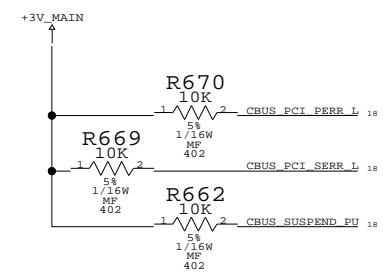 +3V_MAIN
R670
10K
1 2 CBUS_PCI_PERR_L 18
5%
1/16W
MF
402
R669
10K
1 2 CBUS_PCI_SERR_L 18
5%
1/16W
MF
402
R662
10K
1 2 CBUS_SUSPEND_PU 18
5%
1/16W
MF
402